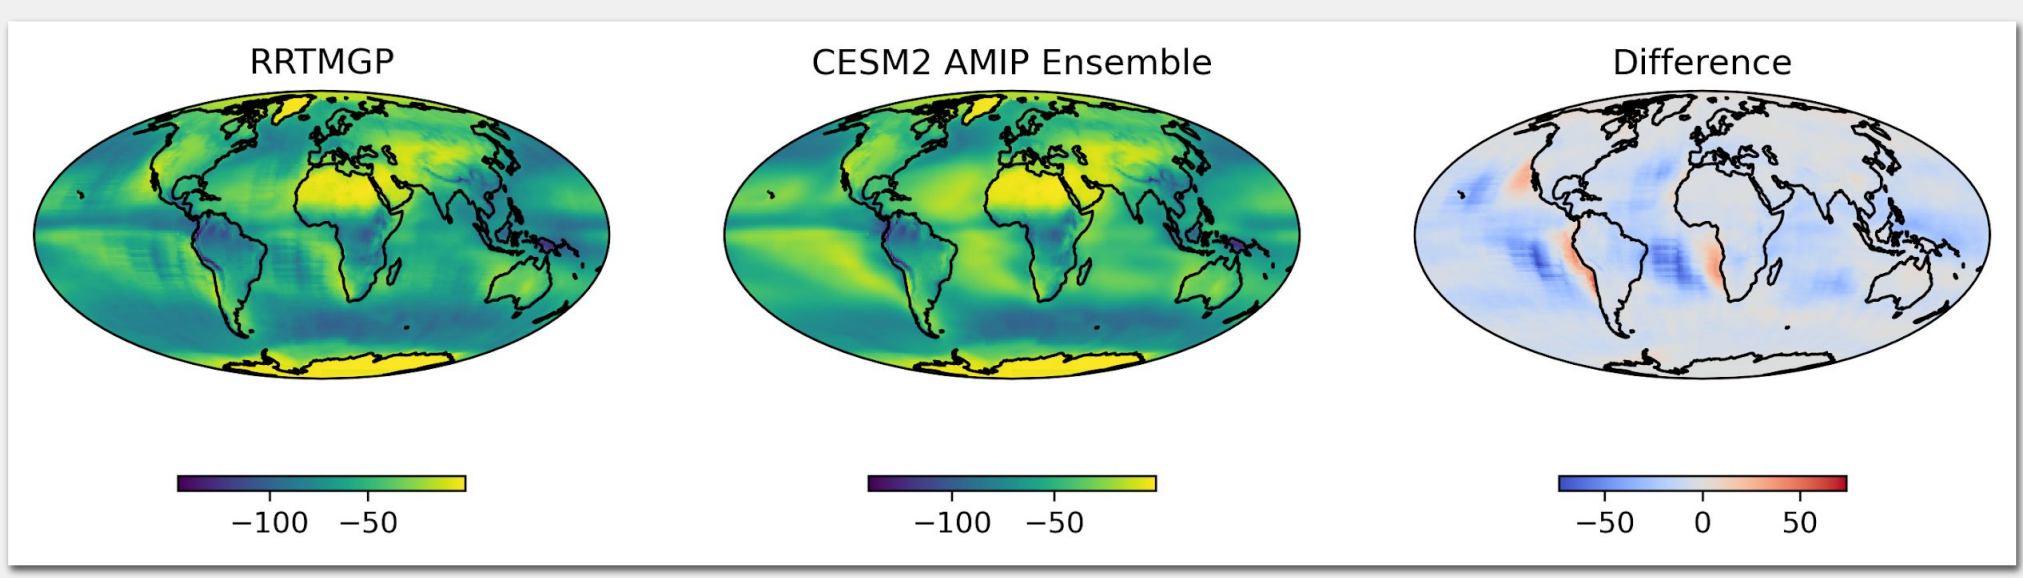 RRTMGP
CESM2 AMIP Ensemble
Difference
−100 −50
−100 −50
−50 0 50